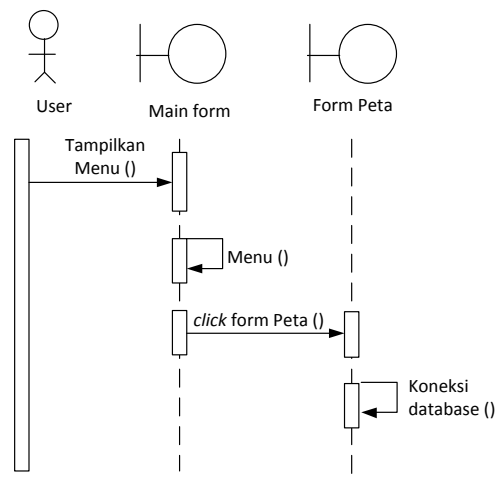 User
Main form
Form Peta
Tampilkan
Menu ()
Menu ()
click form Peta ()
Koneksi
database ()